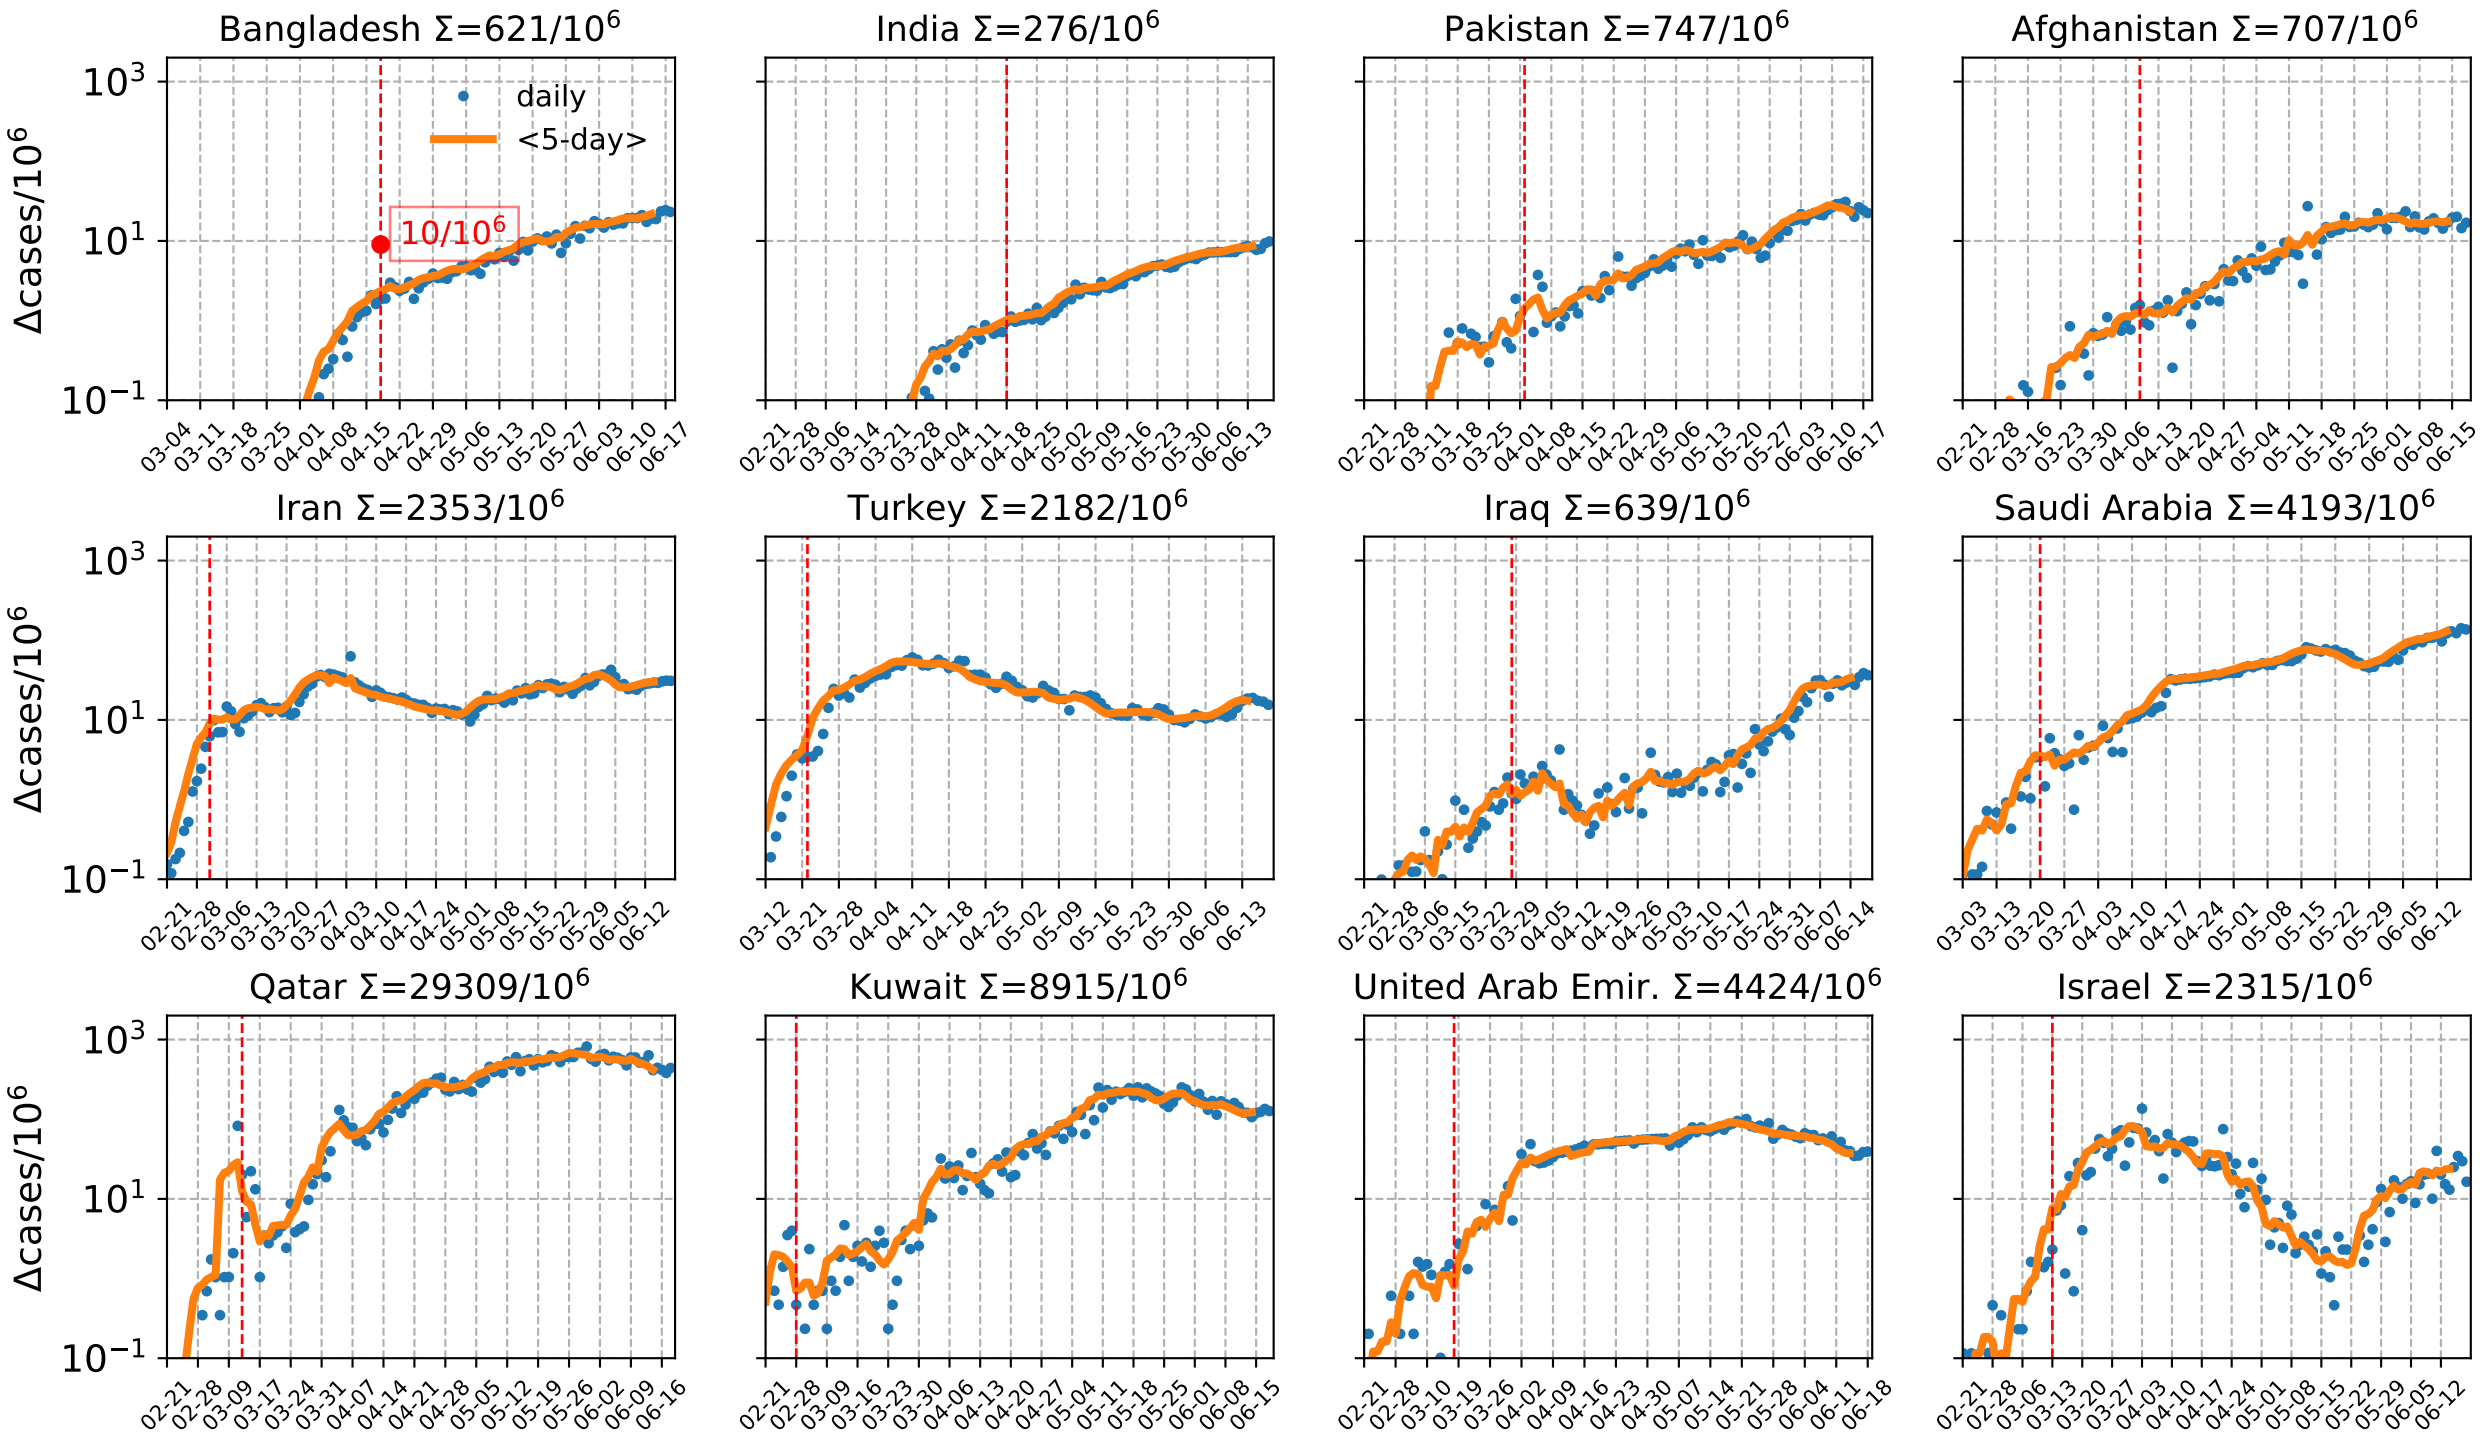 Bangladesh Σ=621/10⁶
India Σ=276/10⁶
Pakistan Σ=747/10⁶
Afghanistan Σ=707/10⁶
Δcases/10⁶
10³
10¹
10⁻¹
daily
<5-day>
10/10⁶
03-04 03-11 03-18 03-25 04-01 04-08 04-15 04-22 04-29 05-06 05-13 05-20 05-27 06-03 06-10 06-17
02-21 02-28 03-06 03-14 03-21 03-28 04-04 04-11 04-18 04-25 05-02 05-09 05-16 05-23 05-30 06-06 06-13
02-21 02-28 03-11 03-18 03-25 04-01 04-08 04-15 04-22 04-29 05-06 05-13 05-20 05-27 06-03 06-10 06-17
02-21 02-28 03-16 03-23 03-30 04-06 04-13 04-20 04-27 05-04 05-11 05-18 05-25 06-01 06-08 06-15
Iran Σ=2353/10⁶
Turkey Σ=2182/10⁶
Iraq Σ=639/10⁶
Saudi Arabia Σ=4193/10⁶
Δcases/10⁶
10³
10¹
10⁻¹
02-21 02-28 03-06 03-13 03-20 03-27 04-03 04-10 04-17 04-24 05-01 05-08 05-15 05-22 05-29 06-05 06-12
03-12 03-21 03-28 04-04 04-11 04-18 04-25 05-02 05-09 05-16 05-23 05-30 06-06 06-13
02-21 02-28 03-06 03-15 03-22 03-29 04-05 04-12 04-19 04-26 05-03 05-10 05-17 05-24 05-31 06-07 06-14
03-03 03-13 03-20 03-27 04-03 04-10 04-17 04-24 05-01 05-08 05-15 05-22 05-29 06-05 06-12
Qatar Σ=29309/10⁶
Kuwait Σ=8915/10⁶
United Arab Emir. Σ=4424/10⁶
Israel Σ=2315/10⁶
Δcases/10⁶
10³
10¹
10⁻¹
02-21 02-28 03-09 03-17 03-24 03-31 04-07 04-14 04-21 04-28 05-05 05-12 05-19 05-26 06-02 06-09 06-16
02-21 02-28 03-09 03-16 03-23 03-30 04-06 04-13 04-20 04-27 05-04 05-11 05-18 05-25 06-01 06-08 06-15
02-21 02-28 03-10 03-19 03-26 04-02 04-09 04-16 04-23 04-30 05-07 05-14 05-21 05-28 06-04 06-11 06-18
02-21 02-28 03-06 03-13 03-20 03-27 04-03 04-10 04-17 04-24 05-01 05-08 05-15 05-22 05-29 06-05 06-12